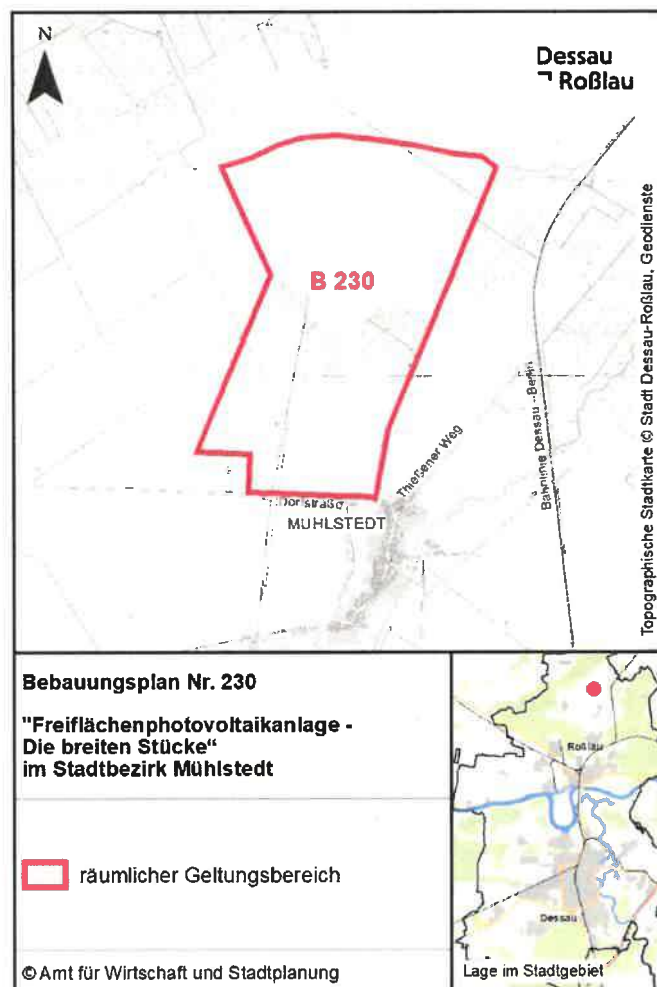 N
Dessau
Roßlau
B 230
Thießener Weg
Dorfstraße
MÜHLSTEDT
Bahnlinie Dessau - Berlin
Topographische Stadtkarte © Stadt Dessau-Roßlau, Geodienste
Bebauungsplan Nr. 230
"Freiflächenphotovoltaikanlage -
Die breiten Stücke“
im Stadtbezirk Mühlstedt
räumlicher Geltungsbereich
© Amt für Wirtschaft und Stadtplanung
Roßlau
Dessau
Lage im Stadtgebiet